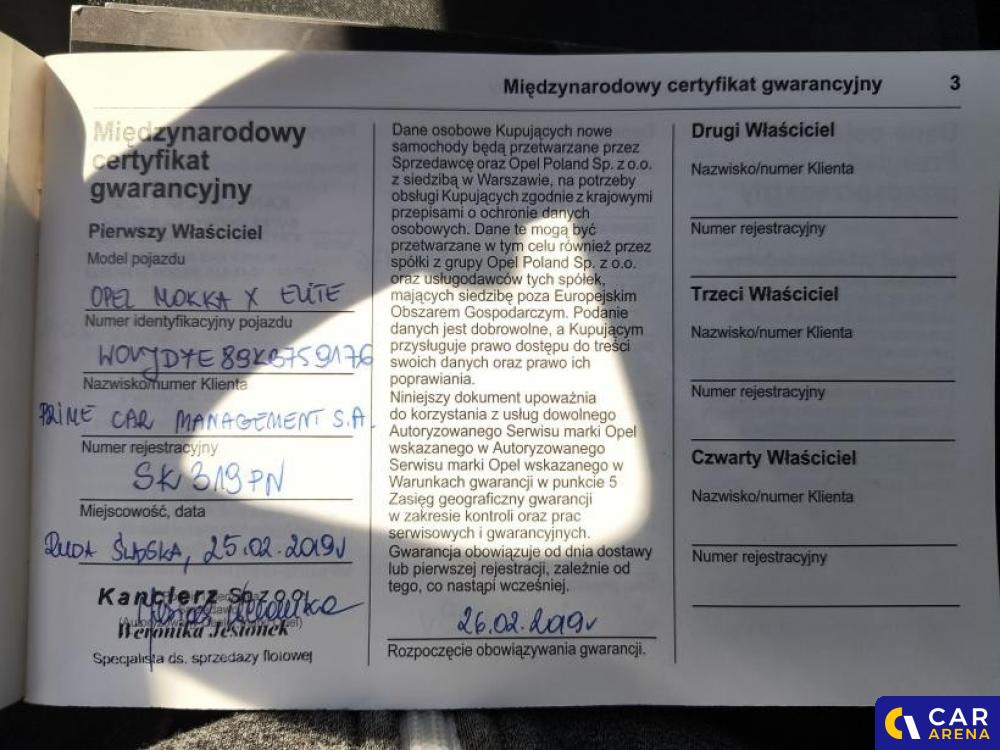 Międzynarodowy certyfikat gwarancyjny 3
Międzynarodowy
certyfikat
gwarancyjny
Pierwszy Właściciel
Model pojazdu
OPEL MOKKA X ELITE
Numer identyfikacyjny pojazdu
W0VJD7E89KB759176
Nazwisko/numer Klienta
PRIME CAR MANAGEMENT S.A.
Numer rejestracyjny
SK 319PN
Miejscowość, data
RUDA ŚLĄSKA, 25.02.2019r
Kanclerz Sp. z o.o.
Weronika Jesionek
Specjalista ds. sprzedaży flotowej
Dane osobowe Kupujących nowe
samochody będą przetwarzane przez
Sprzedawcę oraz Opel Poland Sp. z o.o.
z siedzibą w Warszawie, na potrzeby
obsługi Kupujących zgodnie z krajowymi
przepisami o ochronie danych
osobowych. Dane te mogą być
przetwarzane w tym celu również przez
spółki z grupy Opel Poland Sp. z o.o.
oraz usługodawców tych spółek,
mających siedzibę poza Europejskim
Obszarem Gospodarczym. Podanie
danych jest dobrowolne, a Kupującym
przysługuje prawo dostępu do treści
swoich danych oraz prawo ich
poprawiania.
Niniejszy dokument upoważnia
do korzystania z usług dowolnego
Autoryzowanego Serwisu marki Opel
wskazanego w Autoryzowanego
Serwisu marki Opel wskazanego w
Warunkach gwarancji w punkcie 5
Zasięg geograficzny gwarancji
w zakresie kontroli oraz prac
serwisowych i gwarancyjnych.
Gwarancja obowiązuje od dnia dostawy
lub pierwszej rejestracji, zależnie od
tego, co nastąpi wcześniej.
26.02.2019r
Rozpoczęcie obowiązywania gwarancji.
Drugi Właściciel
Nazwisko/numer Klienta
Numer rejestracyjny
Trzeci Właściciel
Nazwisko/numer Klienta
Numer rejestracyjny
Czwarty Właściciel
Nazwisko/numer Klienta
Numer rejestracyjny
CAR
ARENA